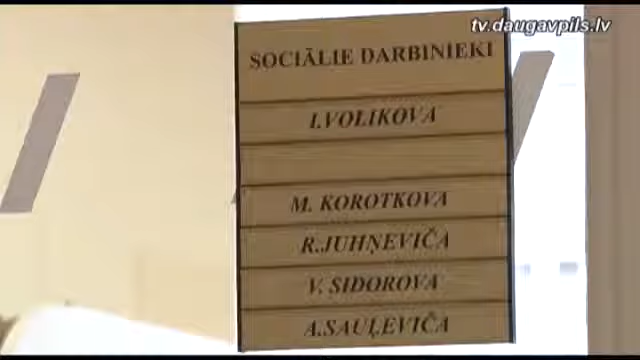 tv.daugavpils.lv
SOCIĀLIE DARBINIEKI
I.VOLIKOVA
M. KOROTKOVA
R.JUHŅEVIČA
V. SIDOROVA
A.SAUĻEVIČA